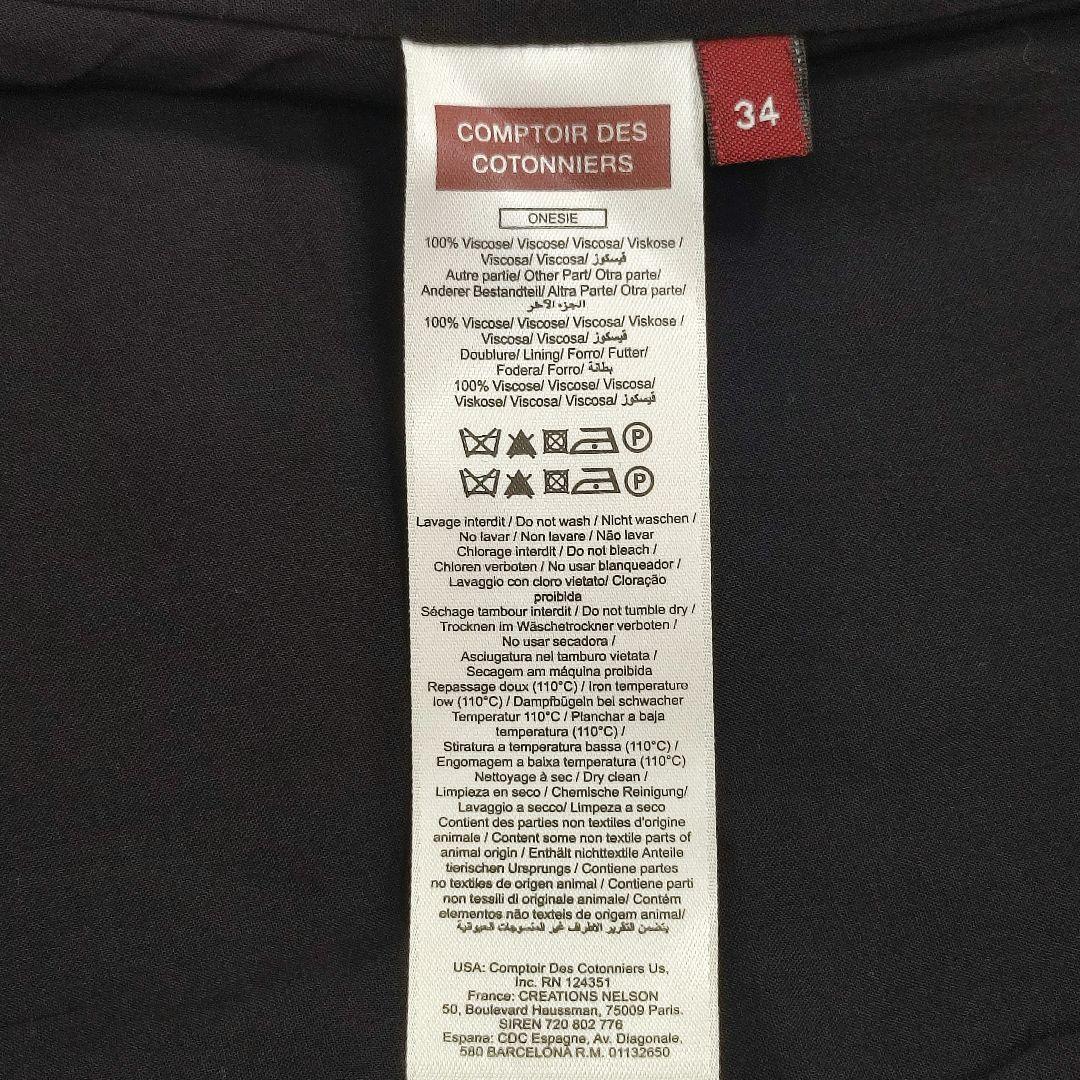 COMPTOIR DES
COTONNIERS
34
ONESIE
100% Viscose/ Viscose/ Viscosa/ Viskose /
Viscosa/ Viscosa/ ڤيسكوز
Autre partie/ Other Part/ Otra parte/
Anderer Bestandteil/ Altra Parte/ Otra parte/
الجزء الآخر
100% Viscose/ Viscose/ Viscosa/ Viskose /
Viscosa/ Viscosa/ ڤيسكوز
Doublure/ Lining/ Forro/ Futter/
Fodera/ Forro/ بطانة
100% Viscose/ Viscose/ Viscosa/
Viskose/ Viscosa/ Viscosa/ ڤيسكوز
P
P
Lavage interdit / Do not wash / Nicht waschen /
No lavar / Non lavare / Não lavar
Chlorage interdit / Do not bleach /
Chloren verboten / No usar blanqueador /
Lavaggio con cloro vietato/ Cloração
proibida
Séchage tambour interdit / Do not tumble dry /
Trocknen im Wäschetrockner verboten /
No usar secadora /
Asciugatura nel tamburo vietata /
Secagem am máquina proibida
Repassage doux (110°C) / Iron temperature
low (110°C) / Dampfbügeln bei schwacher
Temperatur 110°C / Planchar a baja
temperatura (110°C) /
Stiratura a temperatura bassa (110°C) /
Engomagem a baixa temperatura (110°C)
Nettoyage à sec / Dry clean /
Limpieza en seco / Chemische Reinigung/
Lavaggio a secco/ Limpeza a seco
Contient des parties non textiles d'origine
animale / Content some non textile parts of
animal origin / Enthält nichttextile Anteile
tierischen Ursprungs / Contiene partes
no textiles de origen animal / Contiene parti
non tessili di originale animale/ Contém
elementos não texteis de origem animal/
يتضمن التقرير الاطراف غير المنسوجات الحيوانية
USA: Comptoir Des Cotonniers Us,
Inc. RN 124351
France: CREATIONS NELSON
50, Boulevard Haussman, 75009 Paris.
SIREN 720 802 776
Espana: CDC Espagne, Av. Diagonale,
580 BARCELONA R.M. 01132650